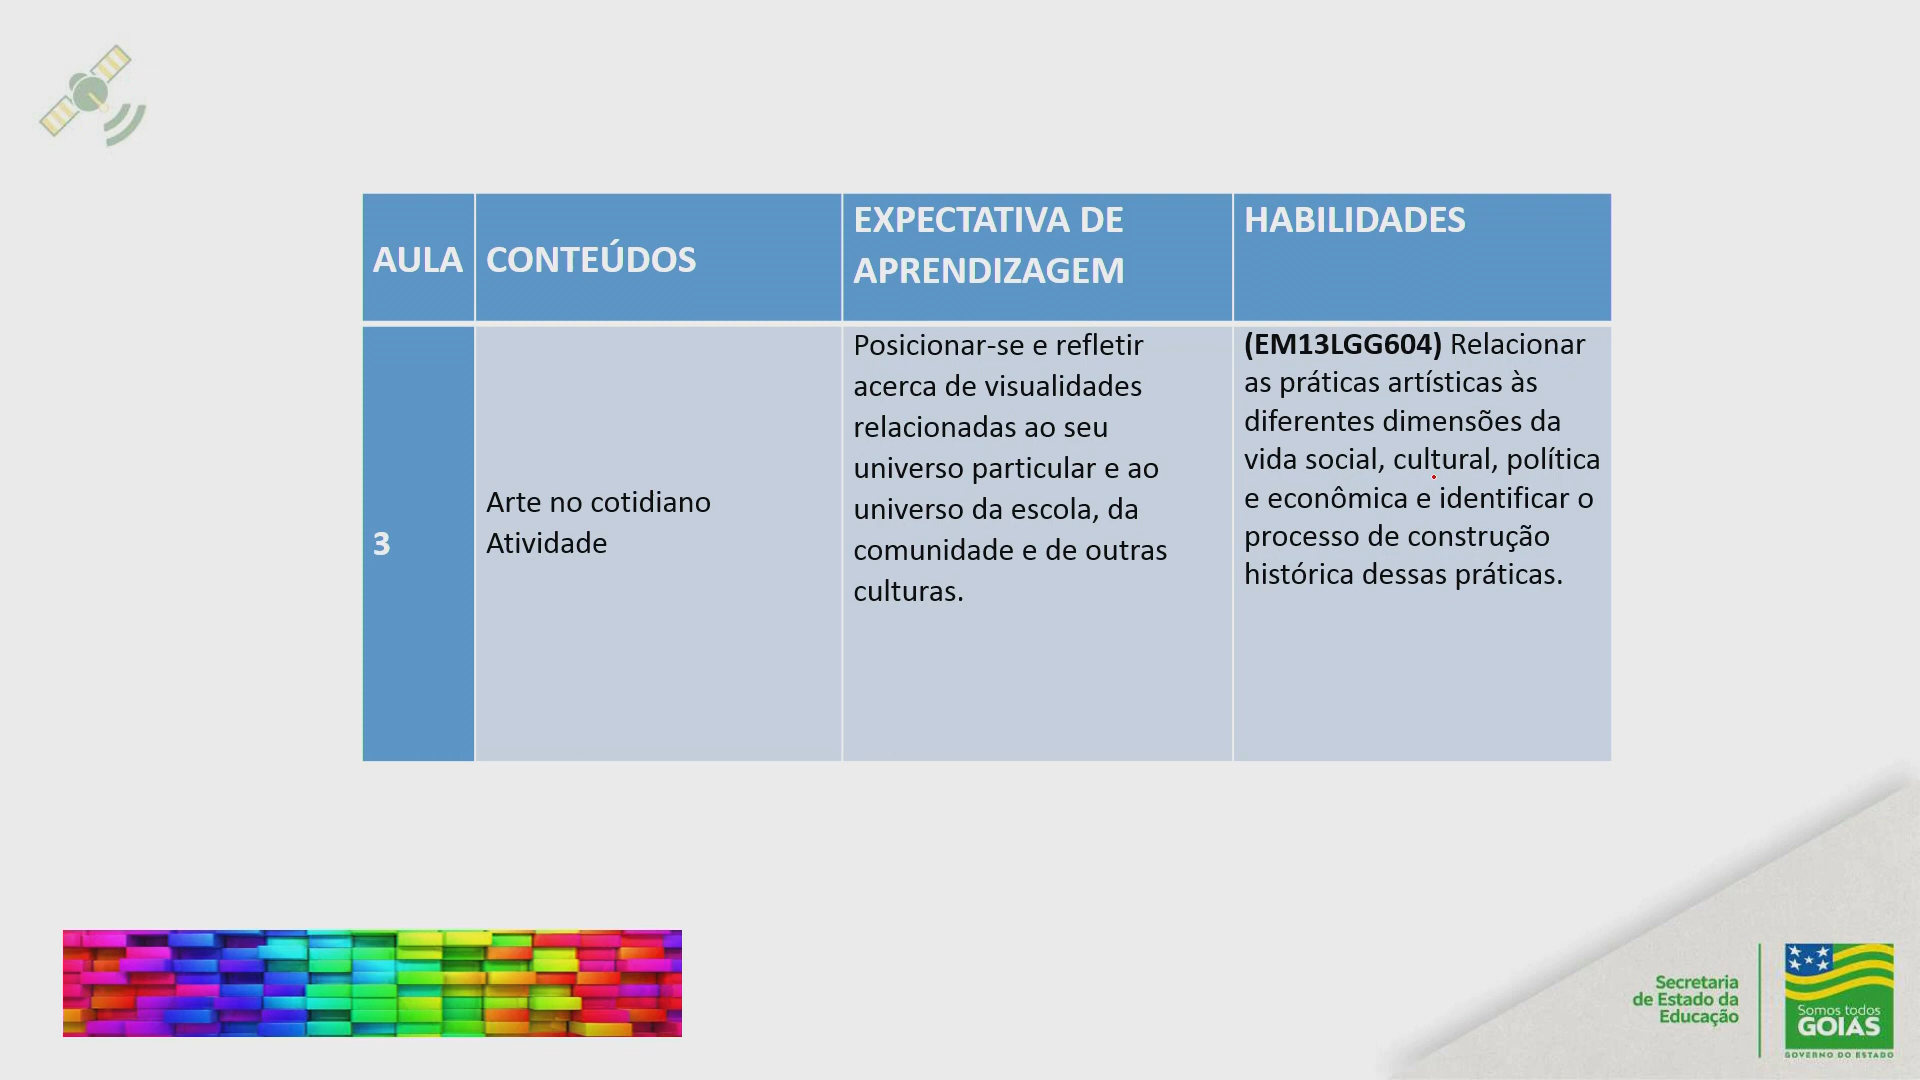 AULA
CONTEÚDOS
EXPECTATIVA DE
APRENDIZAGEM
HABILIDADES
3
Arte no cotidiano
Atividade
Posicionar-se e refletir
acerca de visualidades
relacionadas ao seu
universo particular e ao
universo da escola, da
comunidade e de outras
culturas.
(EM13LGG604) Relacionar
as práticas artísticas às
diferentes dimensões da
vida social, cultural, política
e econômica e identificar o
processo de construção
histórica dessas práticas.
Secretaria
de Estado da
Educação
Somos todos
GOIÁS
GOVERNO DO ESTADO